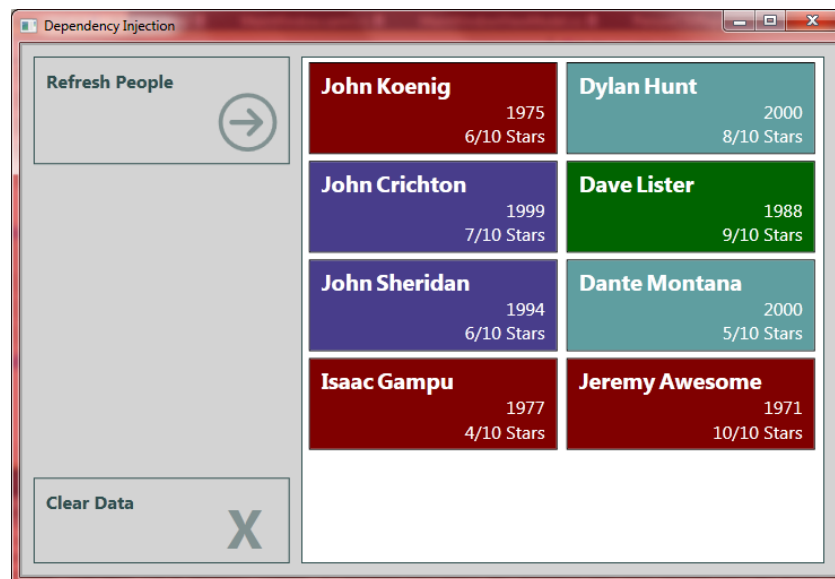 Dependency Injection
Refresh People
John Koenig
1975
6/10 Stars
Dylan Hunt
2000
8/10 Stars
John Crichton
1999
7/10 Stars
Dave Lister
1988
9/10 Stars
John Sheridan
1994
6/10 Stars
Dante Montana
2000
5/10 Stars
Isaac Gampu
1977
4/10 Stars
Jeremy Awesome
1971
10/10 Stars
Clear Data
X